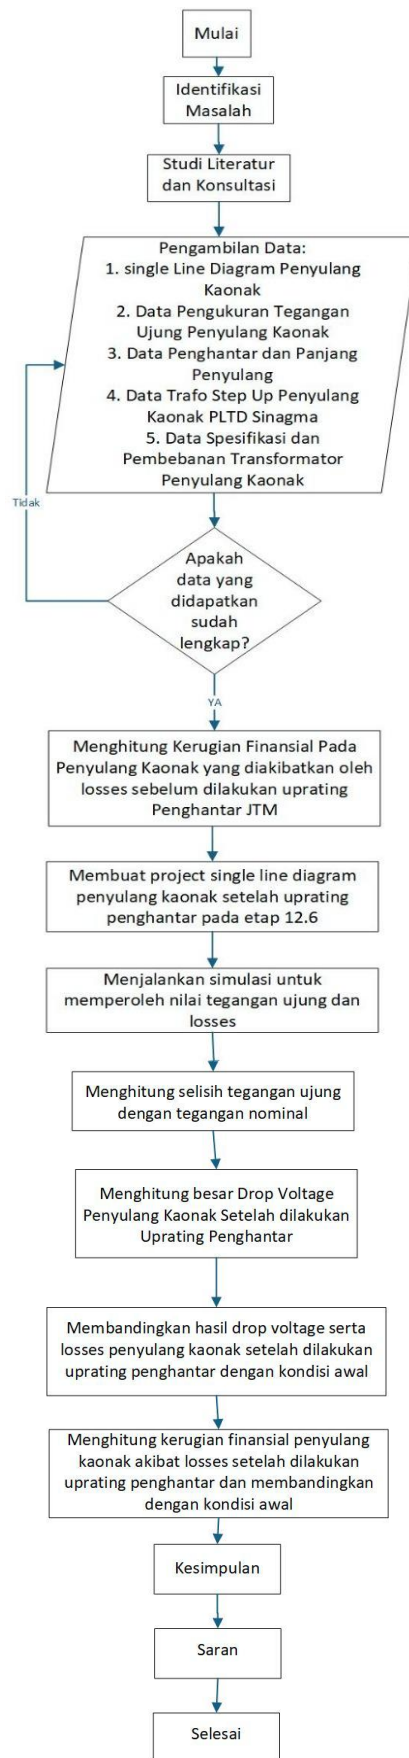 Mulai
Identifikasi
Masalah
Studi Literatur
dan Konsultasi
Pengambilan Data:
1. single Line Diagram Penyulang
Kaonak
2. Data Pengukuran Tegangan
Ujung Penyulang Kaonak
3. Data Penghantar dan Panjang
Penyulang
4. Data Trafo Step Up Penyulang
Kaonak PLTD Sinagma
5. Data Spesifikasi dan
Pembebanan Transformator
Penyulang Kaonak
Tidak
Apakah
data yang
didapatkan
sudah
lengkap?
YA
Menghitung Kerugian Finansial Pada
Penyulang Kaonak yang diakibatkan oleh
losses sebelum dilakukan uprating
Penghantar JTM
Membuat project single line diagram
penyulang kaonak setelah uprating
penghantar pada etap 12.6
Menjalankan simulasi untuk
memperoleh nilai tegangan ujung dan
losses
Menghitung selisih tegangan ujung
dengan tegangan nominal
Menghitung besar Drop Voltage
Penyulang Kaonak Setelah dilakukan
Uprating Penghantar
Membandingkan hasil drop voltage serta
losses penyulang kaonak setelah dilakukan
uprating penghantar dengan kondisi awal
Menghitung kerugian finansial penyulang
kaonak akibat losses setelah dilakukan
uprating penghantar dan membandingkan
dengan kondisi awal
Kesimpulan
Saran
Selesai